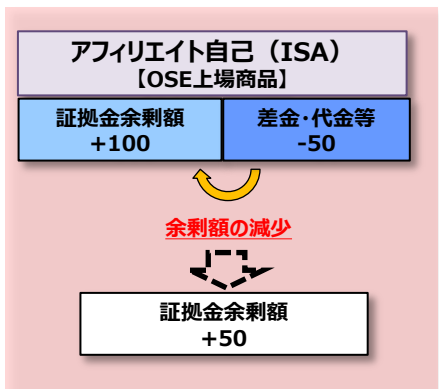 アフィリエイト自己（ISA）
【OSE上場商品】
証拠金余剰額
+100
差金・代金等
-50
余剰額の減少
証拠金余剰額
+50